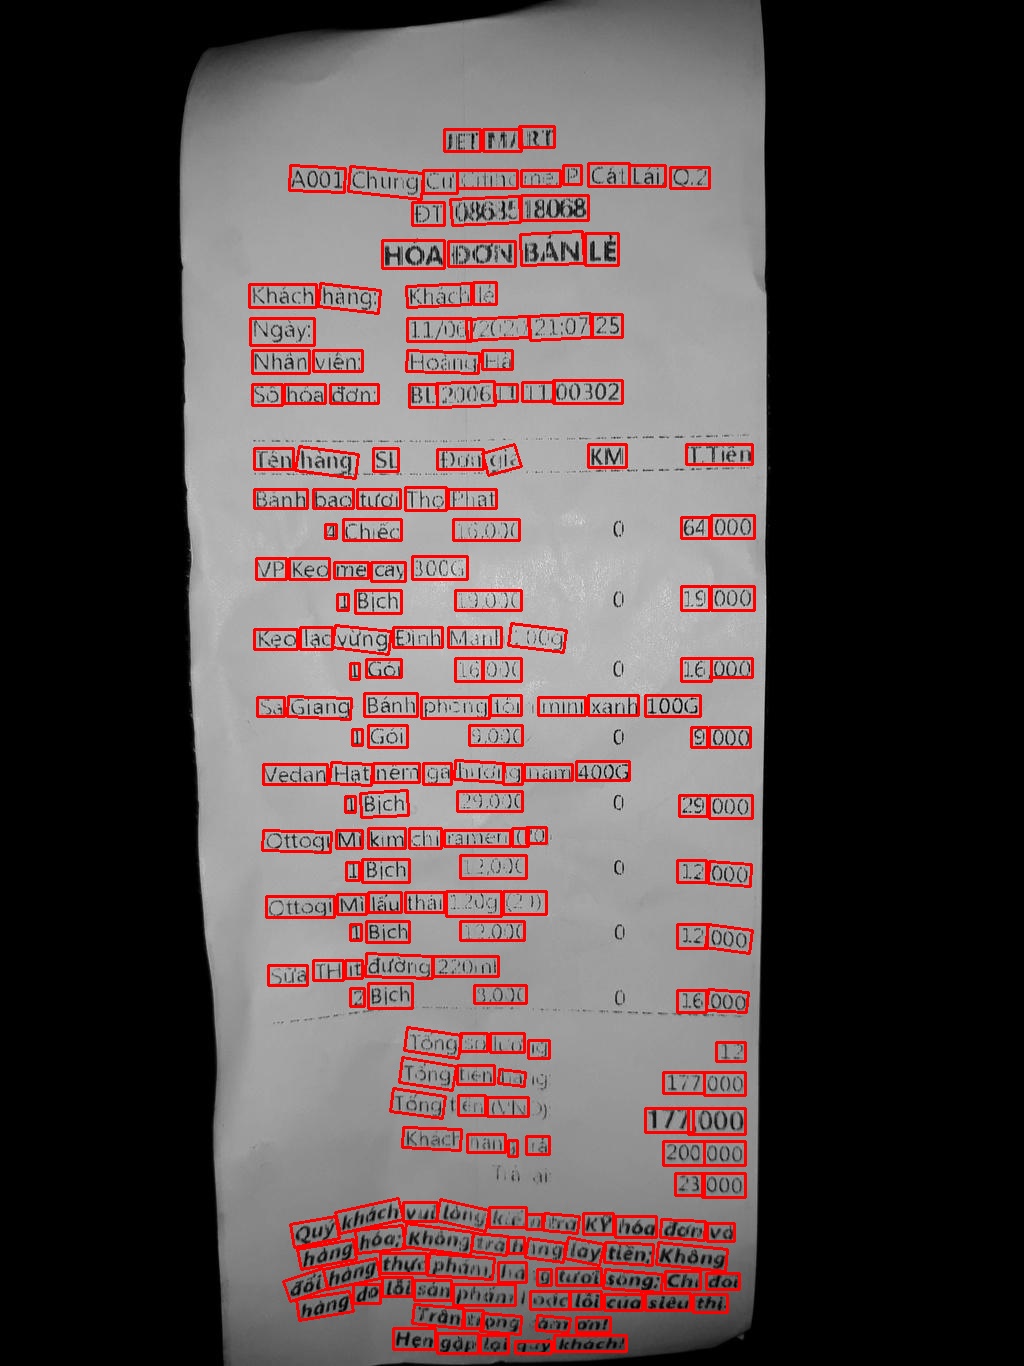 JET MART
A001 Chung Cư Citihome, P. Cát Lái, Q.2
ĐT 0863518068
HÓA ĐƠN BÁN LẺ
Khách hàng: Khách lẻ
Ngày: 11/06/2020 21:07:25
Nhân viên: Hoàng Hà
Số hóa đơn: BL 2006 11 11 00302
Tên hàng SL Đơn giá KM T.Tiền
Bánh bao tươi Thọ Phát
4 Chiếc 16,000 0 64,000
VP Kẹo me cay 300G
1 Bịch 19,000 0 19,000
Kẹo lạc vừng Định Mạnh 200g
1 Gói 16,000 0 16,000
Sa Giang Bánh phồng tôm mini xanh 100G
1 Gói 9,000 0 9,000
Vedan Hạt nêm gà hương nấm 400G
1 Bịch 29,000 0 29,000
Ottogi Mì kim chi ramen
1 Bịch 12,000 0 12,000
Ottogi Mì lẩu thái 120g
1 Bịch 12,000 0 12,000
Sữa TH ít đường 220ml
2 Bịch 8,000 0 16,000
Tổng số lượng 12
Tổng tiền hàng: 177,000
Tổng tiền (VND): 177,000
Khách hàng trả 200,000
Trả lại: 23,000
Quý khách vui lòng kiểm tra KỸ hóa đơn và
hàng hóa; Không trả hàng lấy tiền; Không
đổi hàng thực phẩm, hàng tươi sống; Chỉ đổi
hàng do lỗi sản phẩm hoặc lỗi của siêu thị.
Trân trọng cảm ơn!
Hẹn gặp lại quý khách!